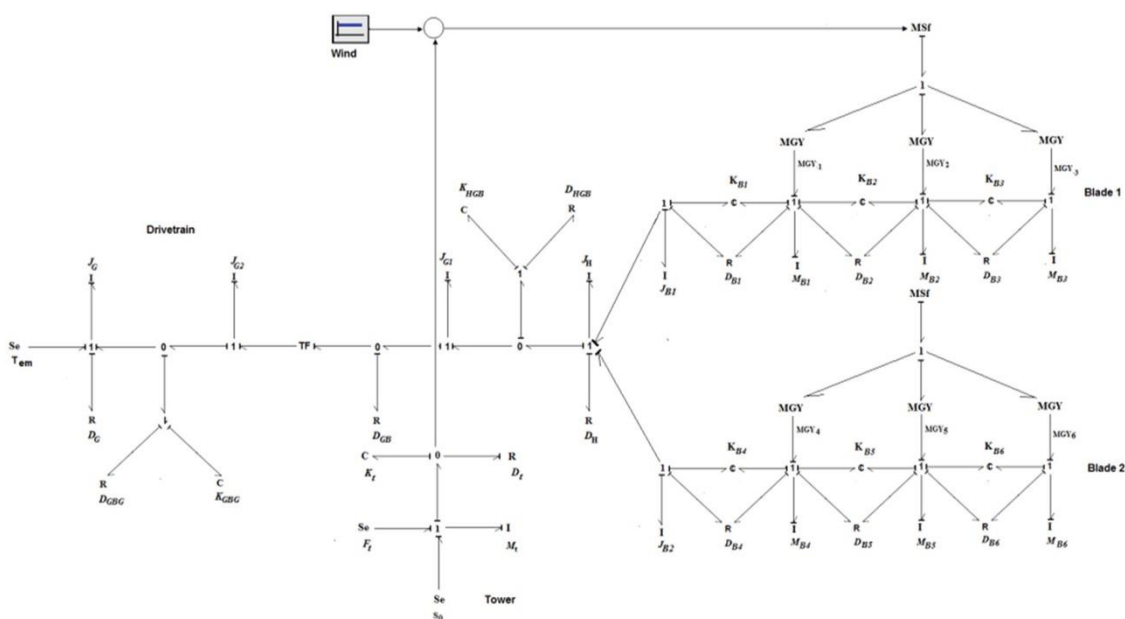 MSf
Wind
1
MGY MGY MGY
MGY1 MGY2 MGY3
KB1 KB2 KB3
Blade 1
1 C 1 C 1 C 1
R R R
DB1 DB2 DB3
I I I I
JB1 MB1 MB2 MB3
KHGB DHGB
C R
Drivetrain
JG JG2 JG1 JH
I I I I
1
Se 1 0 1 TF 0 1 0 1
Tem
R R R
DG DGB DH
1
R C
DGBG KGBG
C 0 R
Kt Dt
Se 1 I
Ft Mt
Se Tower
s0
MSf
1
MGY MGY MGY
MGY4 MGY5 MGY6
KB4 KB5 KB6
Blade 2
1 C 1 C 1 C 1
R R R
DB4 DB5 DB6
I I I I
JB2 MB4 MB5 MB6